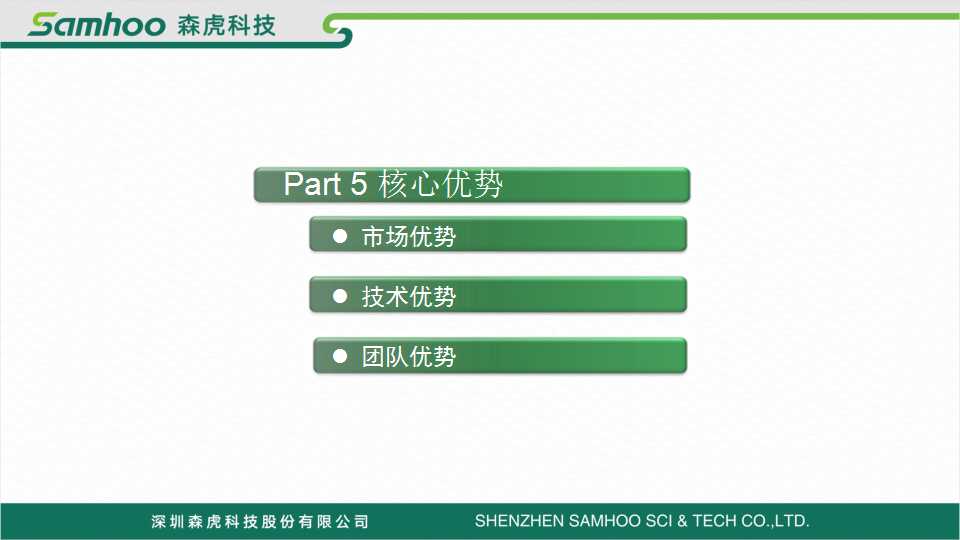 Samhoo 森虎科技
Part 5 核心优势
● 市场优势
● 技术优势
● 团队优势
深圳森虎科技股份有限公司 SHENZHEN SAMHOO SCI & TECH CO.,LTD.